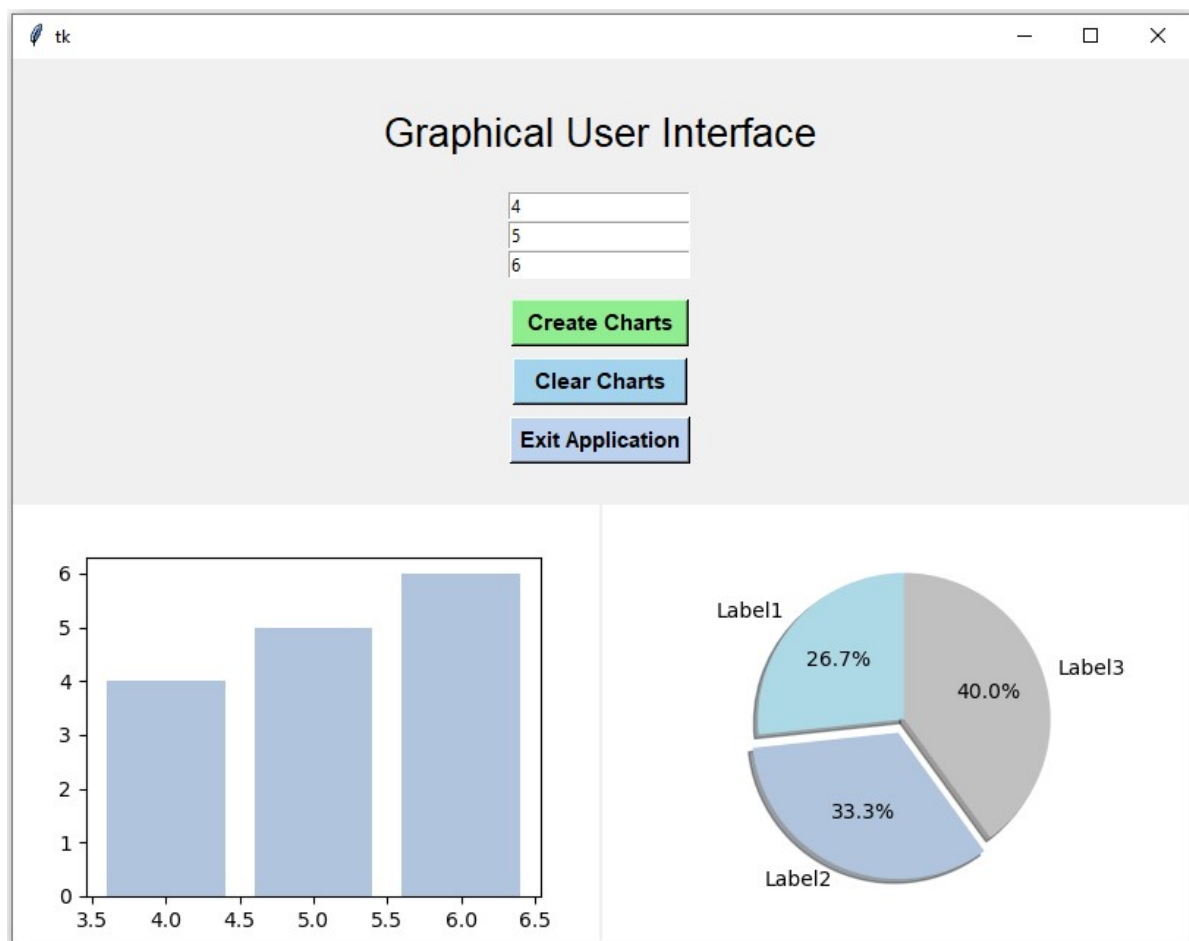 tk
Graphical User Interface
4
5
6
Create Charts
Clear Charts
Exit Application
6
5
4
3
2
1
0
3.5 4.0 4.5 5.0 5.5 6.0 6.5
Label1
26.7%
Label3
40.0%
33.3%
Label2